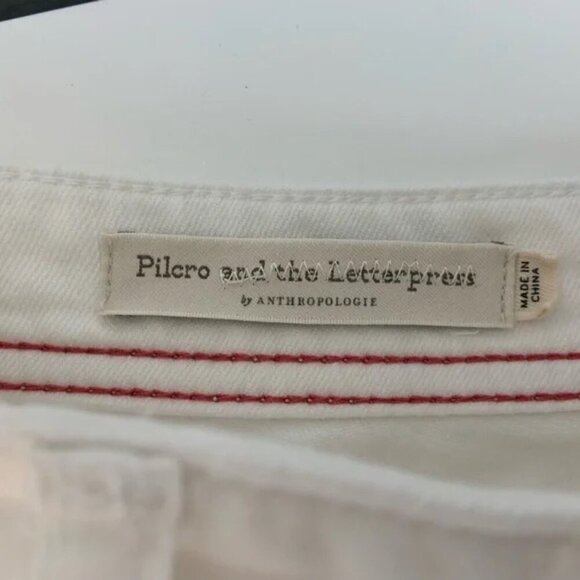 Pilcro and the Letterpress
by ANTHROPOLOGIE
MADE IN
CHINA